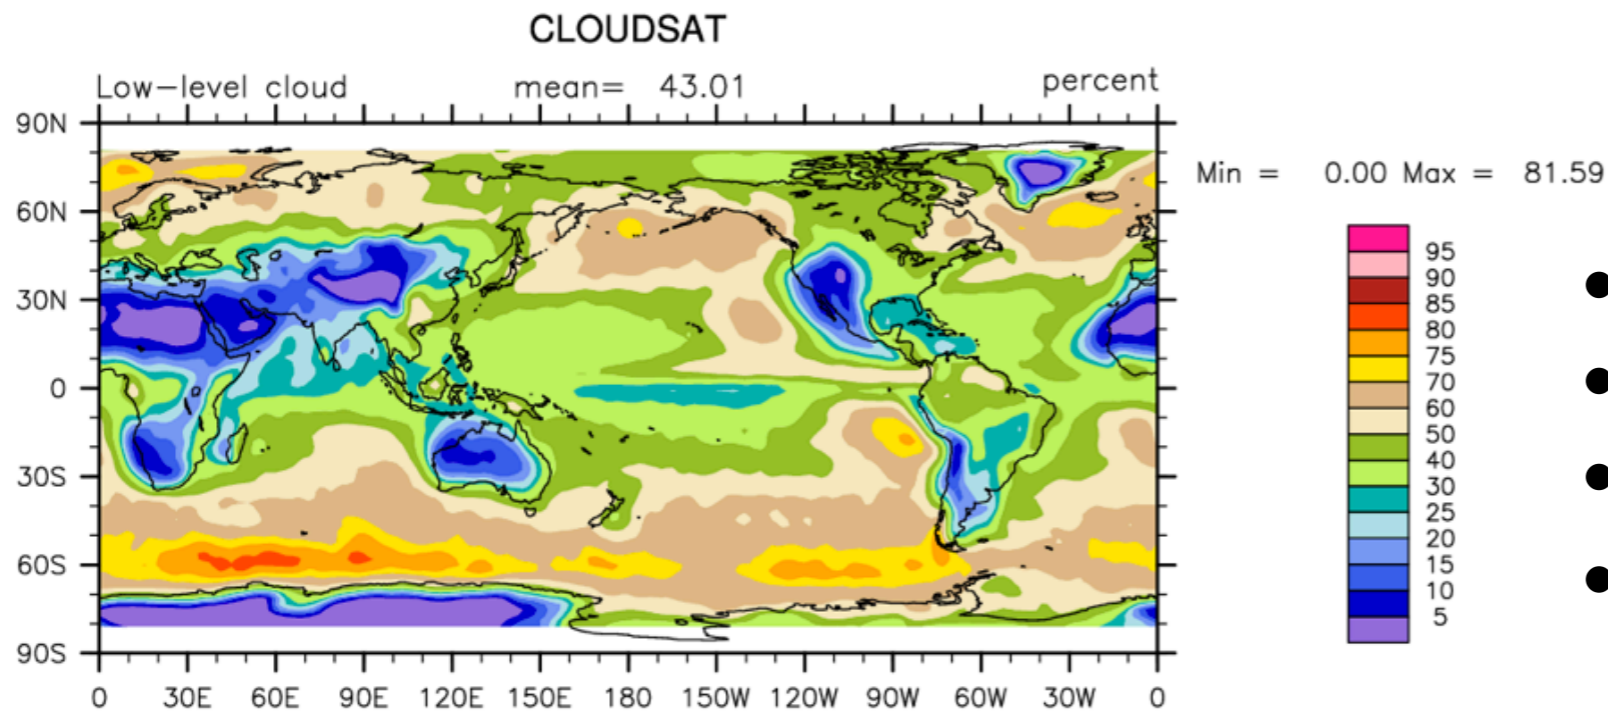 CLOUDSAT
Low-level cloud mean= 43.01 percent
Min = 0.00 Max = 81.59
90N
60N
30N
0
30S
60S
90S
0 30E 60E 90E 120E 150E 180 150W 120W 90W 60W 30W 0
95
90
85
80
75
70
60
50
40
30
25
20
15
10
5